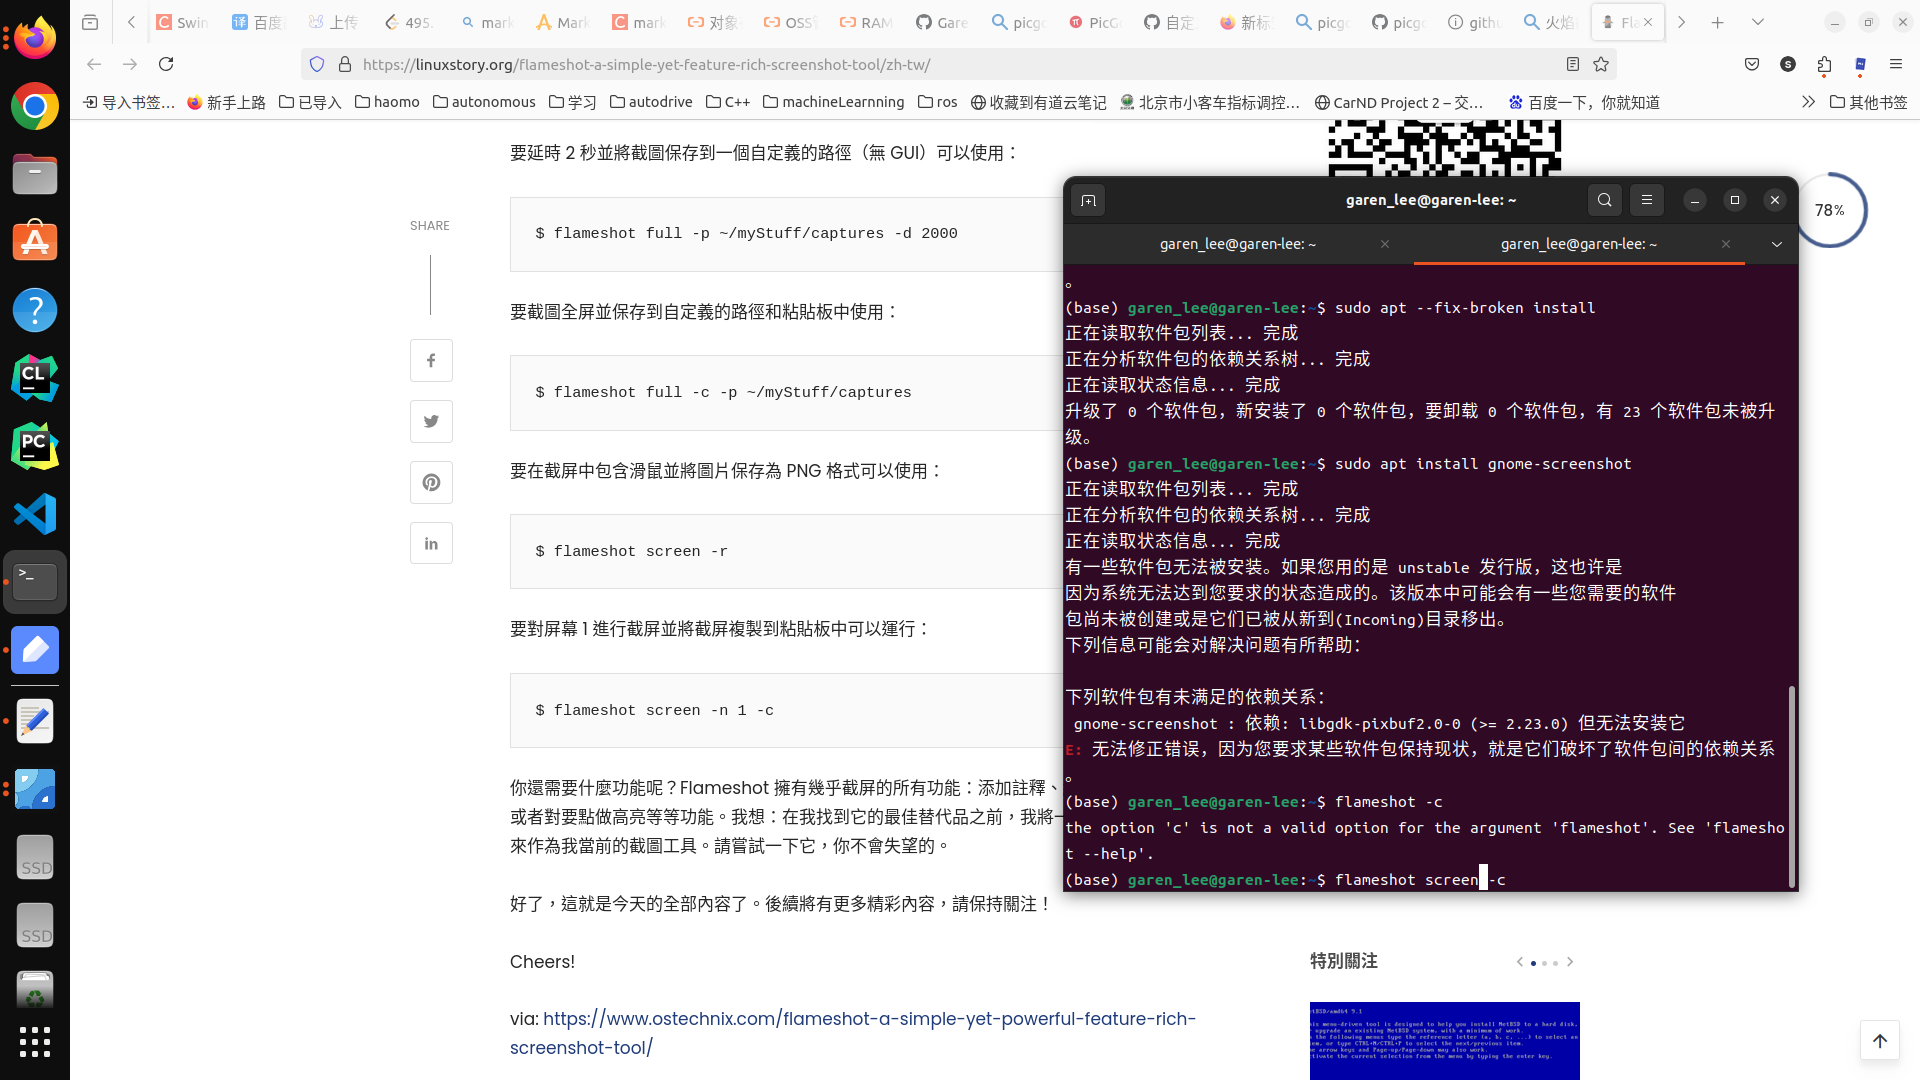 Swin
百度
上传
495.
mark
Mark
mark
对象
OSS
RAM
Gare
picg
PicG
自定
新标
picg
picg
githu
火焰
Fla
https://linuxstory.org/flameshot-a-simple-yet-feature-rich-screenshot-tool/zh-tw/
导入书签…
新手上路
已导入
haomo
autonomous
学习
autodrive
C++
machineLearnning
ros
收藏到有道云笔记
北京市小客车指标调控…
CarND Project 2 – 交…
百度一下，你就知道
其他书签
要延時 2 秒並將截圖保存到一個自定義的路徑（無 GUI）可以使用：
$ flameshot full -p ~/myStuff/captures -d 2000
要截圖全屏並保存到自定義的路徑和粘貼板中使用：
$ flameshot full -c -p ~/myStuff/captures
要在截屏中包含滑鼠並將圖片保存為 PNG 格式可以使用：
$ flameshot screen -r
要對屏幕 1 進行截屏並將截屏複製到粘貼板中可以運行：
$ flameshot screen -n 1 -c
你還需要什麼功能呢？Flameshot 擁有幾乎截屏的所有功能：添加註釋、
或者對要點做高亮等等功能。我想：在我找到它的最佳替代品之前，我將一
來作為我當前的截圖工具。請嘗試一下它，你不會失望的。
好了，這就是今天的全部內容了。後續將有更多精彩內容，請保持關注！
Cheers!
via: https://www.ostechnix.com/flameshot-a-simple-yet-powerful-feature-rich-
screenshot-tool/
SHARE
78%
garen_lee@garen-lee: ~
garen_lee@garen-lee: ~
garen_lee@garen-lee: ~
。
(base) garen_lee@garen-lee:~$ sudo apt --fix-broken install
正在读取软件包列表... 完成
正在分析软件包的依赖关系树... 完成
正在读取状态信息... 完成
升级了 0 个软件包，新安装了 0 个软件包，要卸载 0 个软件包，有 23 个软件包未被升
级。
(base) garen_lee@garen-lee:~$ sudo apt install gnome-screenshot
正在读取软件包列表... 完成
正在分析软件包的依赖关系树... 完成
正在读取状态信息... 完成
有一些软件包无法被安装。如果您用的是 unstable 发行版，这也许是
因为系统无法达到您要求的状态造成的。该版本中可能会有一些您需要的软件
包尚未被创建或是它们已被从新到(Incoming)目录移出。
下列信息可能会对解决问题有所帮助：
下列软件包有未满足的依赖关系：
gnome-screenshot : 依赖: libgdk-pixbuf2.0-0 (>= 2.23.0) 但无法安装它
E: 无法修正错误，因为您要求某些软件包保持现状，就是它们破坏了软件包间的依赖关系
。
(base) garen_lee@garen-lee:~$ flameshot -c
the option 'c' is not a valid option for the argument 'flameshot'. See 'flamesho
t --help'.
(base) garen_lee@garen-lee:~$ flameshot screen -c
特別關注
CL
PC
SSD
SSD